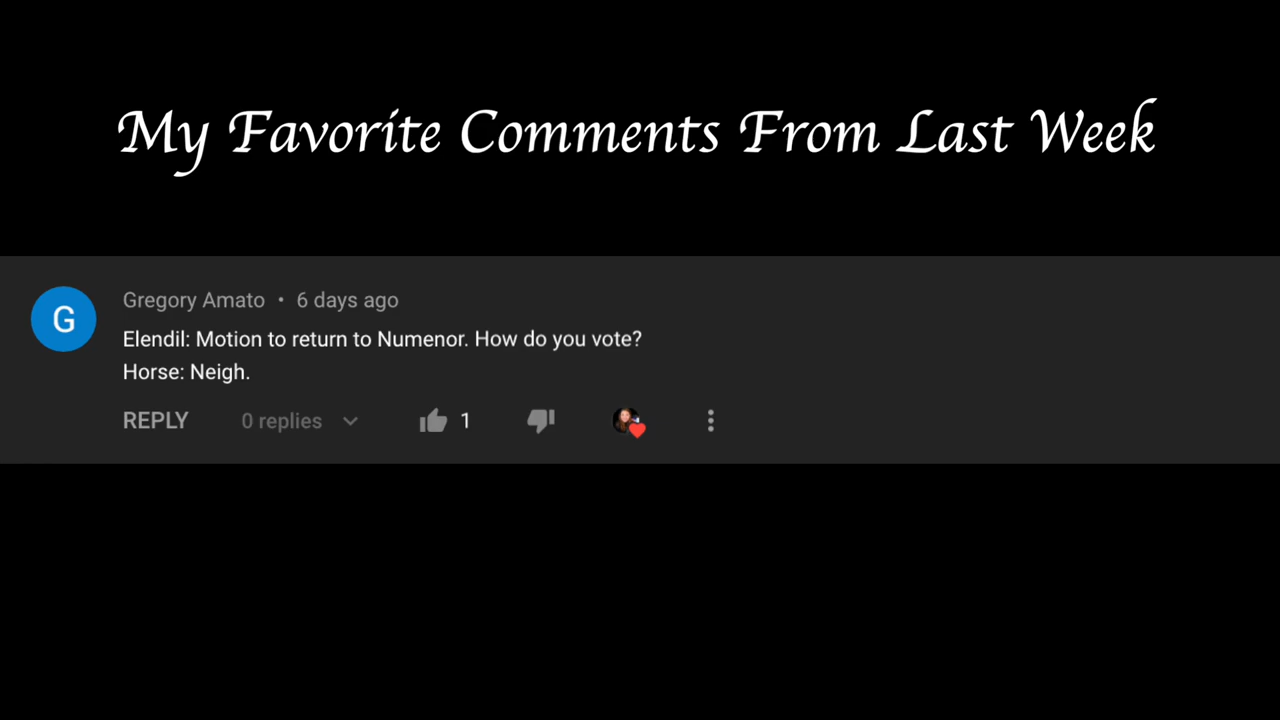 My Favorite Comments From Last Week
G
Gregory Amato • 6 days ago
Elendil: Motion to return to Numenor. How do you vote?
Horse: Neigh.
REPLY 0 replies 1